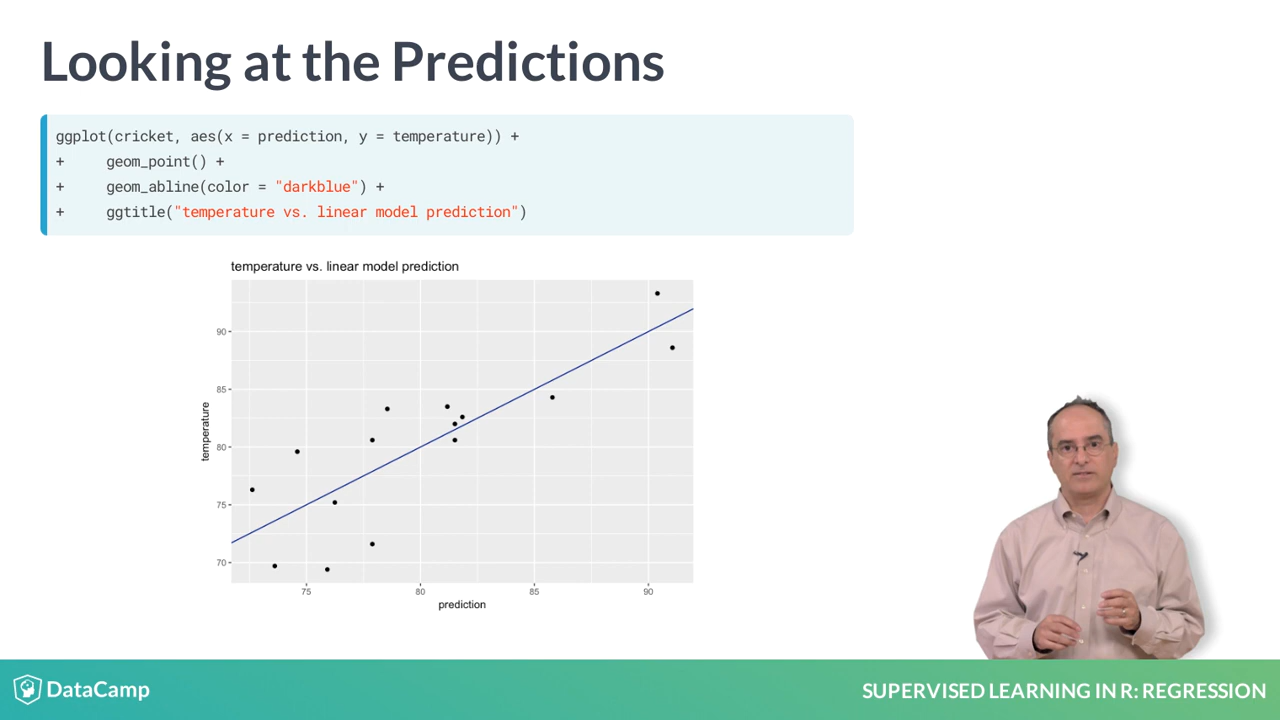 Looking at the Predictions
ggplot(cricket, aes(x = prediction, y = temperature)) +
+     geom_point() +
+     geom_abline(color = "darkblue") +
+     ggtitle("temperature vs. linear model prediction")
temperature vs. linear model prediction
90
85
80
75
70
temperature
75 80 85 90
prediction
DataCamp
SUPERVISED LEARNING IN R: REGRESSION